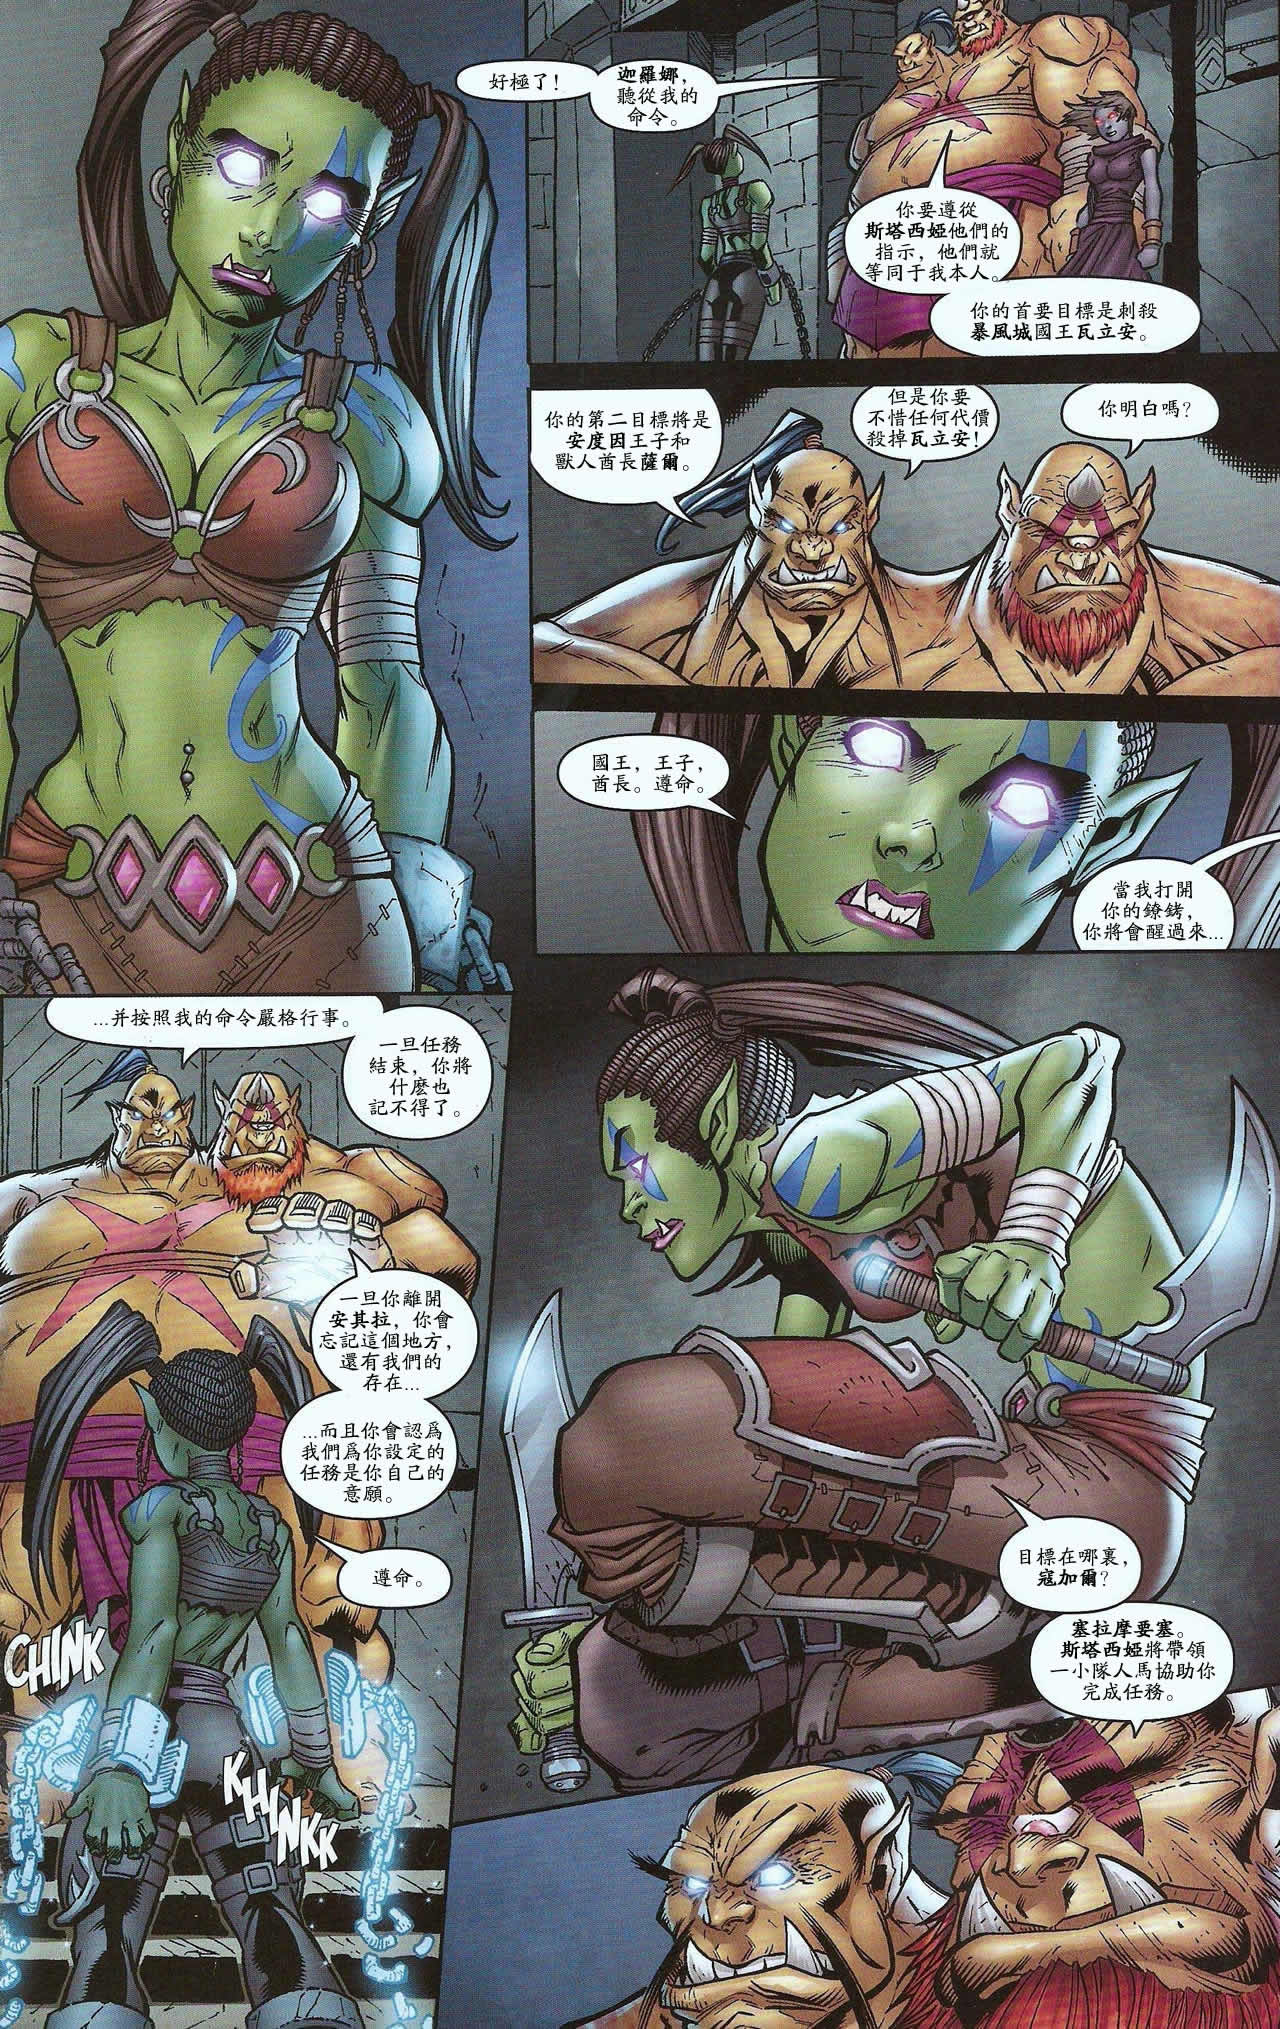 好極了！
迦羅娜，
聽從我的
命令。
你要遵從
斯塔西婭他們的
指示，他們就
等同于我本人。
你的首要目標是刺殺
暴風城國王瓦立安。
你的第二目標將是
安度因王子和
獸人酋長薩爾。
但是你要
不惜任何代價
殺掉瓦立安！
你明白嗎？
國王，王子，
酋長。遵命。
當我打開
你的鐐銬，
你將會醒過來...
...并按照我的命令嚴格行事。
一旦任務
結束，你將
什麼也
記不得了。
一旦你離開
安其拉，你會
忘記這個地方，
還有我們的
存在...
...而且你會認爲
我們爲你設定的
任務是你自己的
意願。
遵命。
CHINK
KHINKK
目標在哪裏，
寇加爾？
塞拉摩要塞。
斯塔西婭將帶領
一小隊人馬協助你
完成任務。